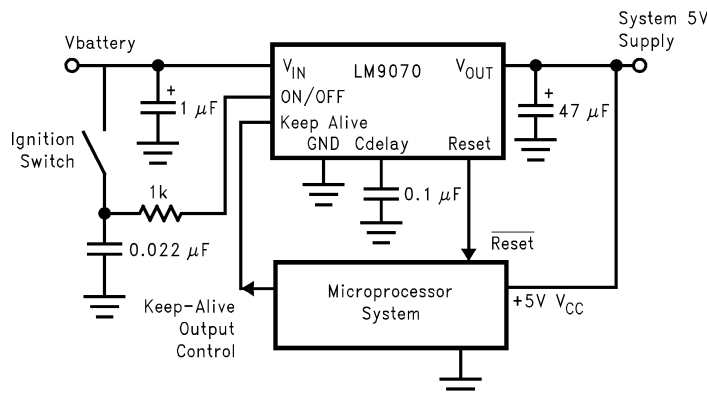 System 5V
Supply
Vbattery
VIN
LM9070
VOUT
+
1 μF
ON/OFF
+
47 μF
Keep Alive
Ignition
Switch
GND
Cdelay
Reset
1k
0.1 μF
0.022 μF
Reset
Keep-Alive
Output
Control
Microprocessor
System
+5V VCC